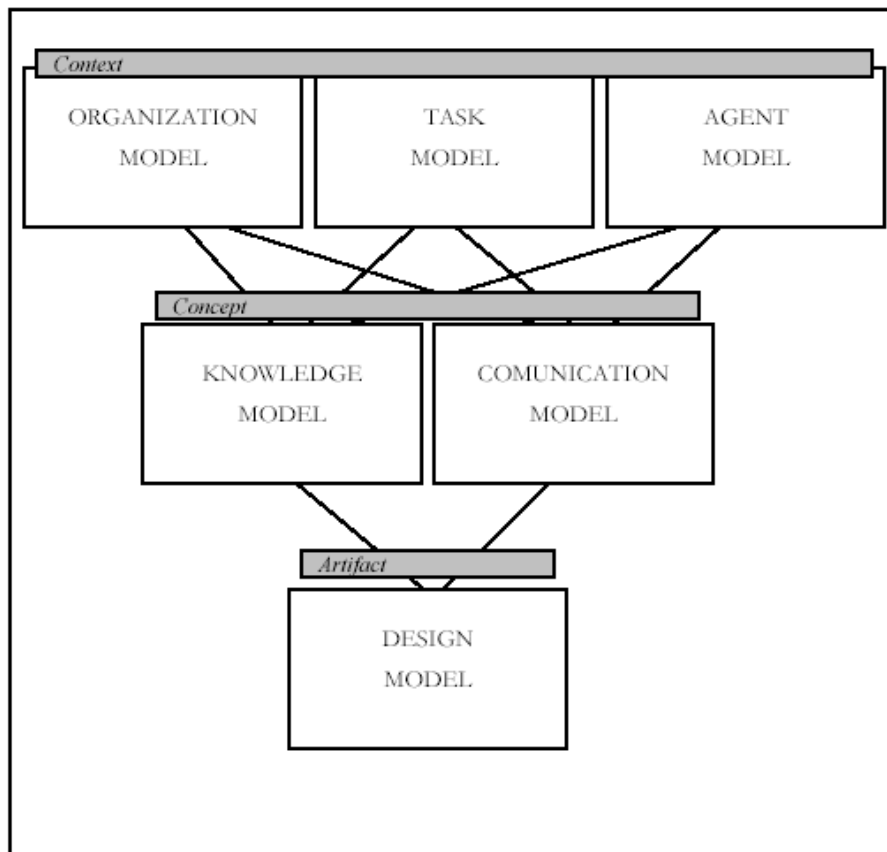 Context
ORGANIZATION
MODEL
TASK
MODEL
AGENT
MODEL
Concept
KNOWLEDGE
MODEL
COMUNICATION
MODEL
Artifact
DESIGN
MODEL